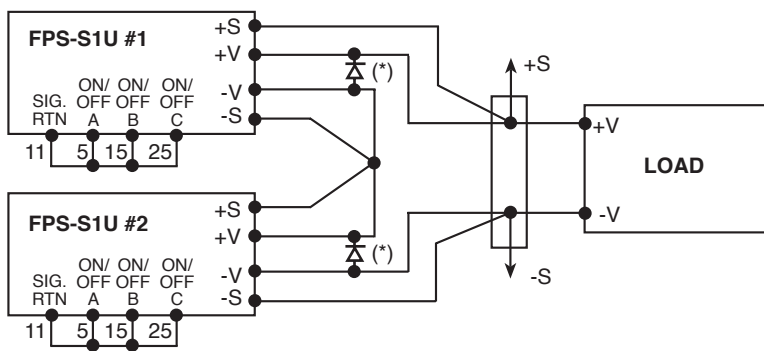 FPS-S1U #1
+S
+V
-V
-S
ON/ ON/ ON/
SIG. OFF OFF OFF
RTN A B C
11 5 15 25
(*)
+S
+V
LOAD
-V
-S
FPS-S1U #2
+S
+V
-V
-S
ON/ ON/ ON/
SIG. OFF OFF OFF
RTN A B C
11 5 15 25
(*)